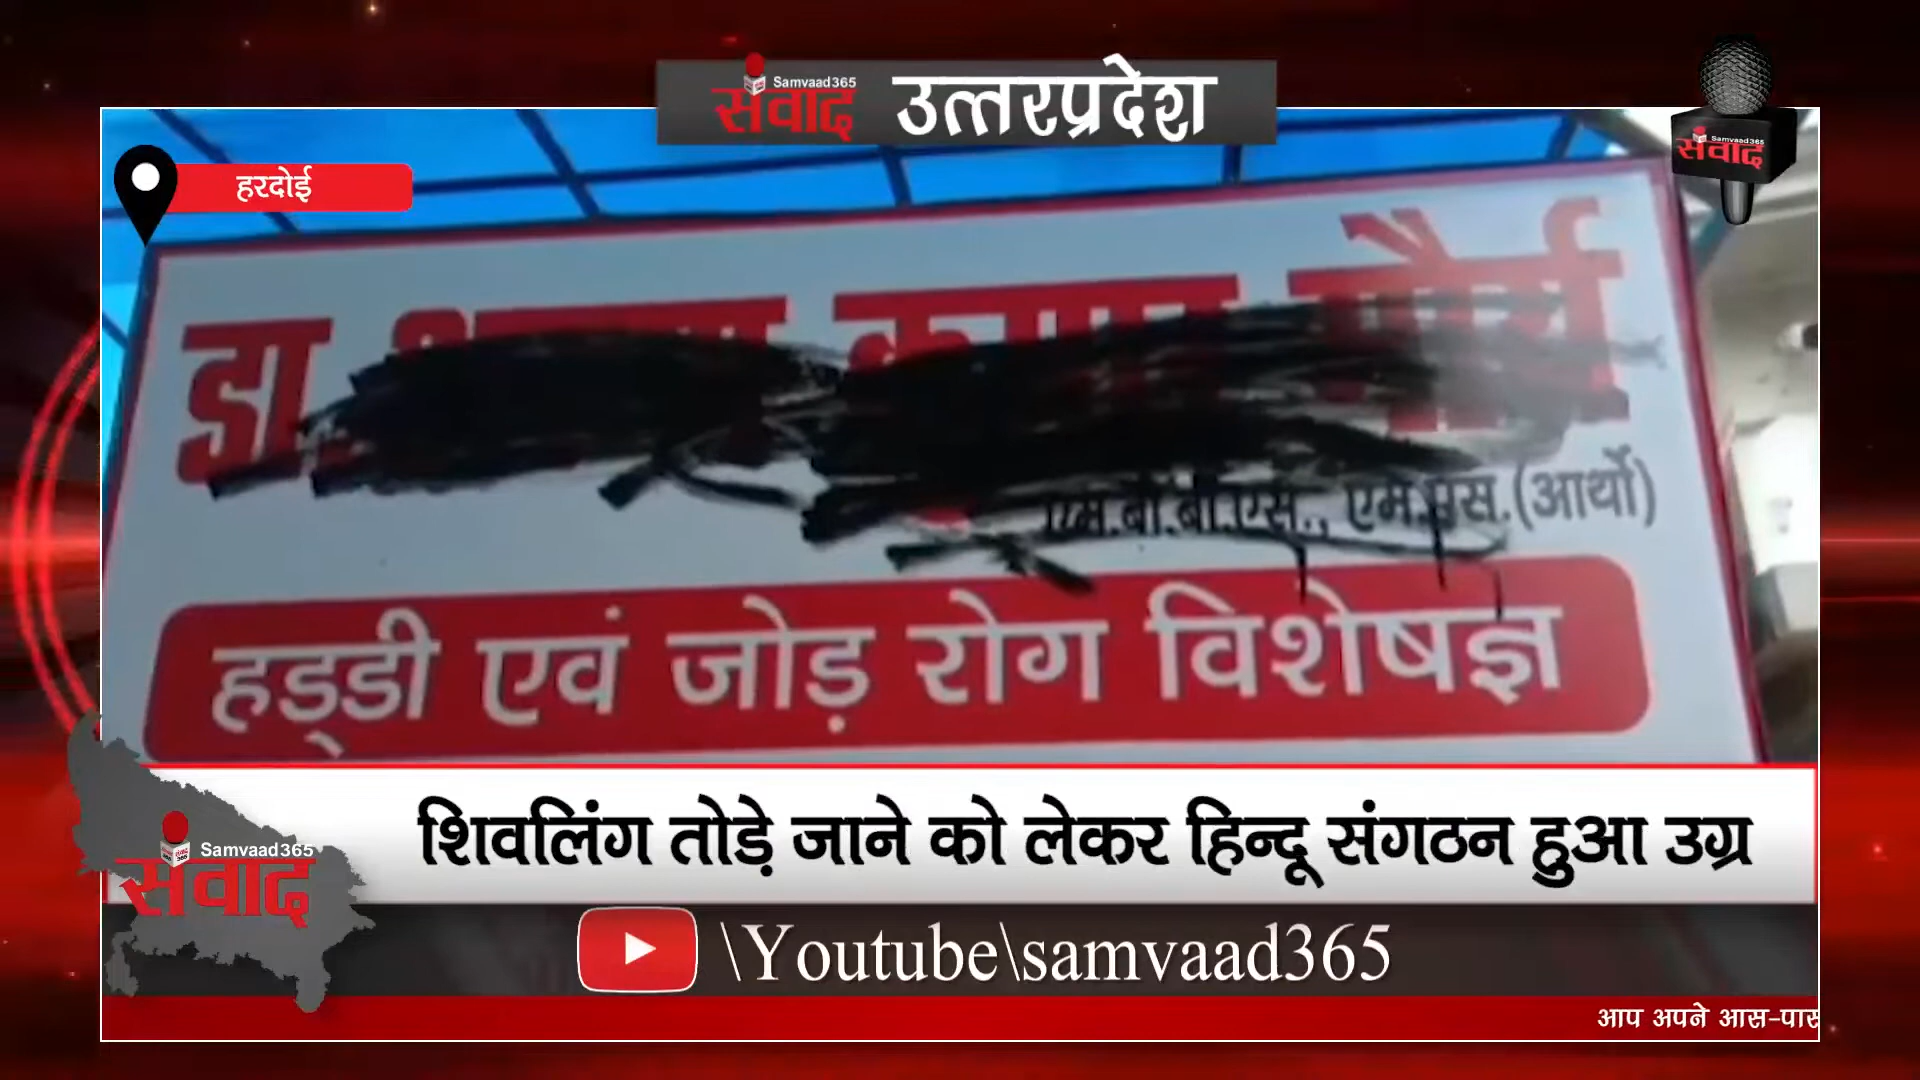 Samvaad365
संवाद
उत्तरप्रदेश
Samvaad365
संवाद
हरदोई
डा.
एम.बी.बी.एस., एम.एस.(आर्थो)
हड्डी एवं जोड़ रोग विशेषज्ञ
शिवलिंग तोड़े जाने को लेकर हिन्दू संगठन हुआ उग्र
Samvaad365
संवाद
\Youtube\samvaad365
आप अपने आस-पास